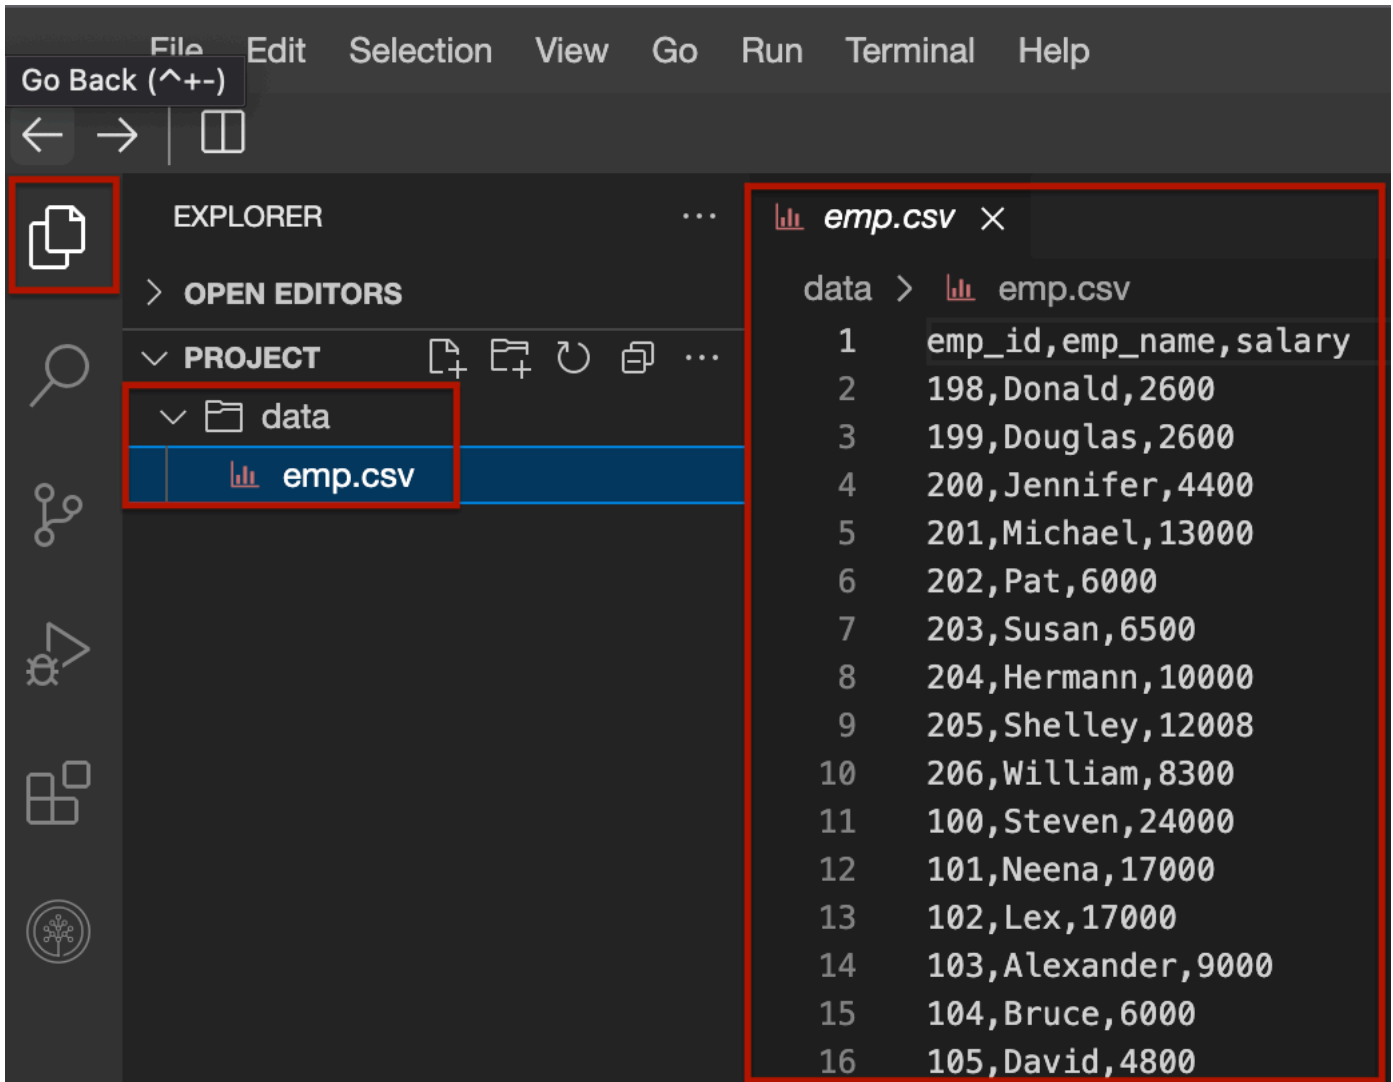 File Edit Selection View Go Run Terminal Help
Go Back (^+-)
EXPLORER
OPEN EDITORS
PROJECT
data
emp.csv
emp.csv
data > emp.csv
1 emp_id,emp_name,salary
2 198,Donald,2600
3 199,Douglas,2600
4 200,Jennifer,4400
5 201,Michael,13000
6 202,Pat,6000
7 203,Susan,6500
8 204,Hermann,10000
9 205,Shelley,12008
10 206,William,8300
11 100,Steven,24000
12 101,Neena,17000
13 102,Lex,17000
14 103,Alexander,9000
15 104,Bruce,6000
16 105,David,4800